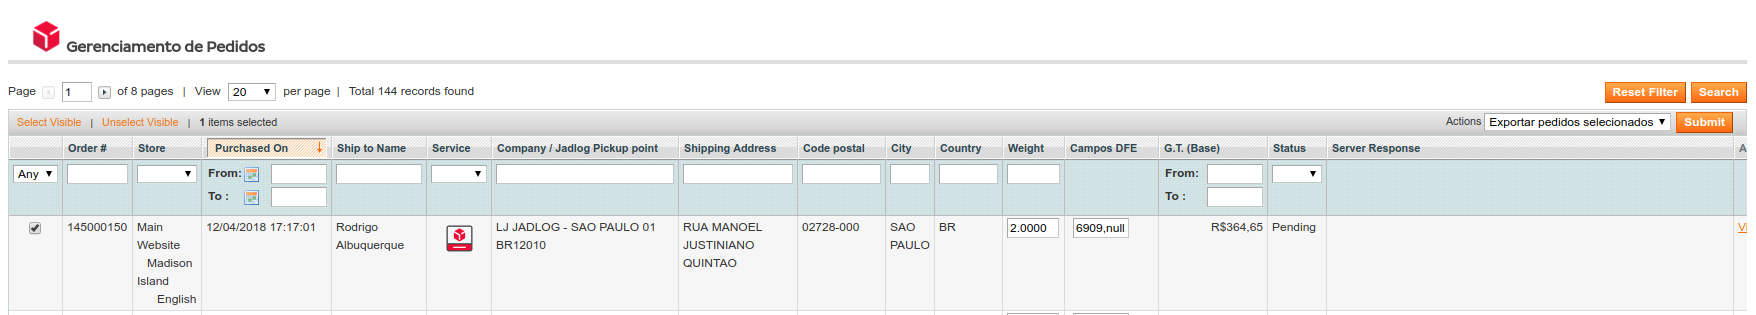 Gerenciamento de Pedidos
Page 1 of 8 pages | View 20 per page | Total 144 records found
Reset Filter Search
Select Visible | Unselect Visible | 1 items selected
Actions Exportar pedidos selecionados Submit
Order # Store Purchased On Ship to Name Service Company / Jadlog Pickup point Shipping Address Code postal City Country Weight Campos DFE G.T. (Base) Status Server Response A
Any From: From:
To : To :
145000150 Main 12/04/2018 17:17:01 Rodrigo LJ JADLOG - SAO PAULO 01 RUA MANOEL 02728-000 SAO BR 2.0000 6909,null R$364,65 Pending Vi
Website Albuquerque BR12010 JUSTINIANO PAULO
Madison QUINTAO
Island
English